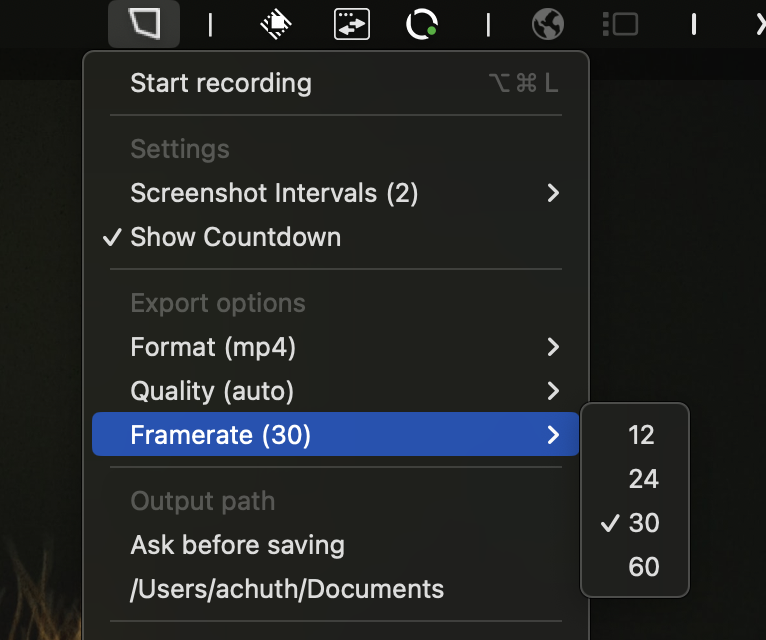 Start recording ⌥⌘L
Settings
Screenshot Intervals (2)
Show Countdown
Export options
Format (mp4)
Quality (auto)
Framerate (30)
12
24
30
60
Output path
Ask before saving
/Users/achuth/Documents